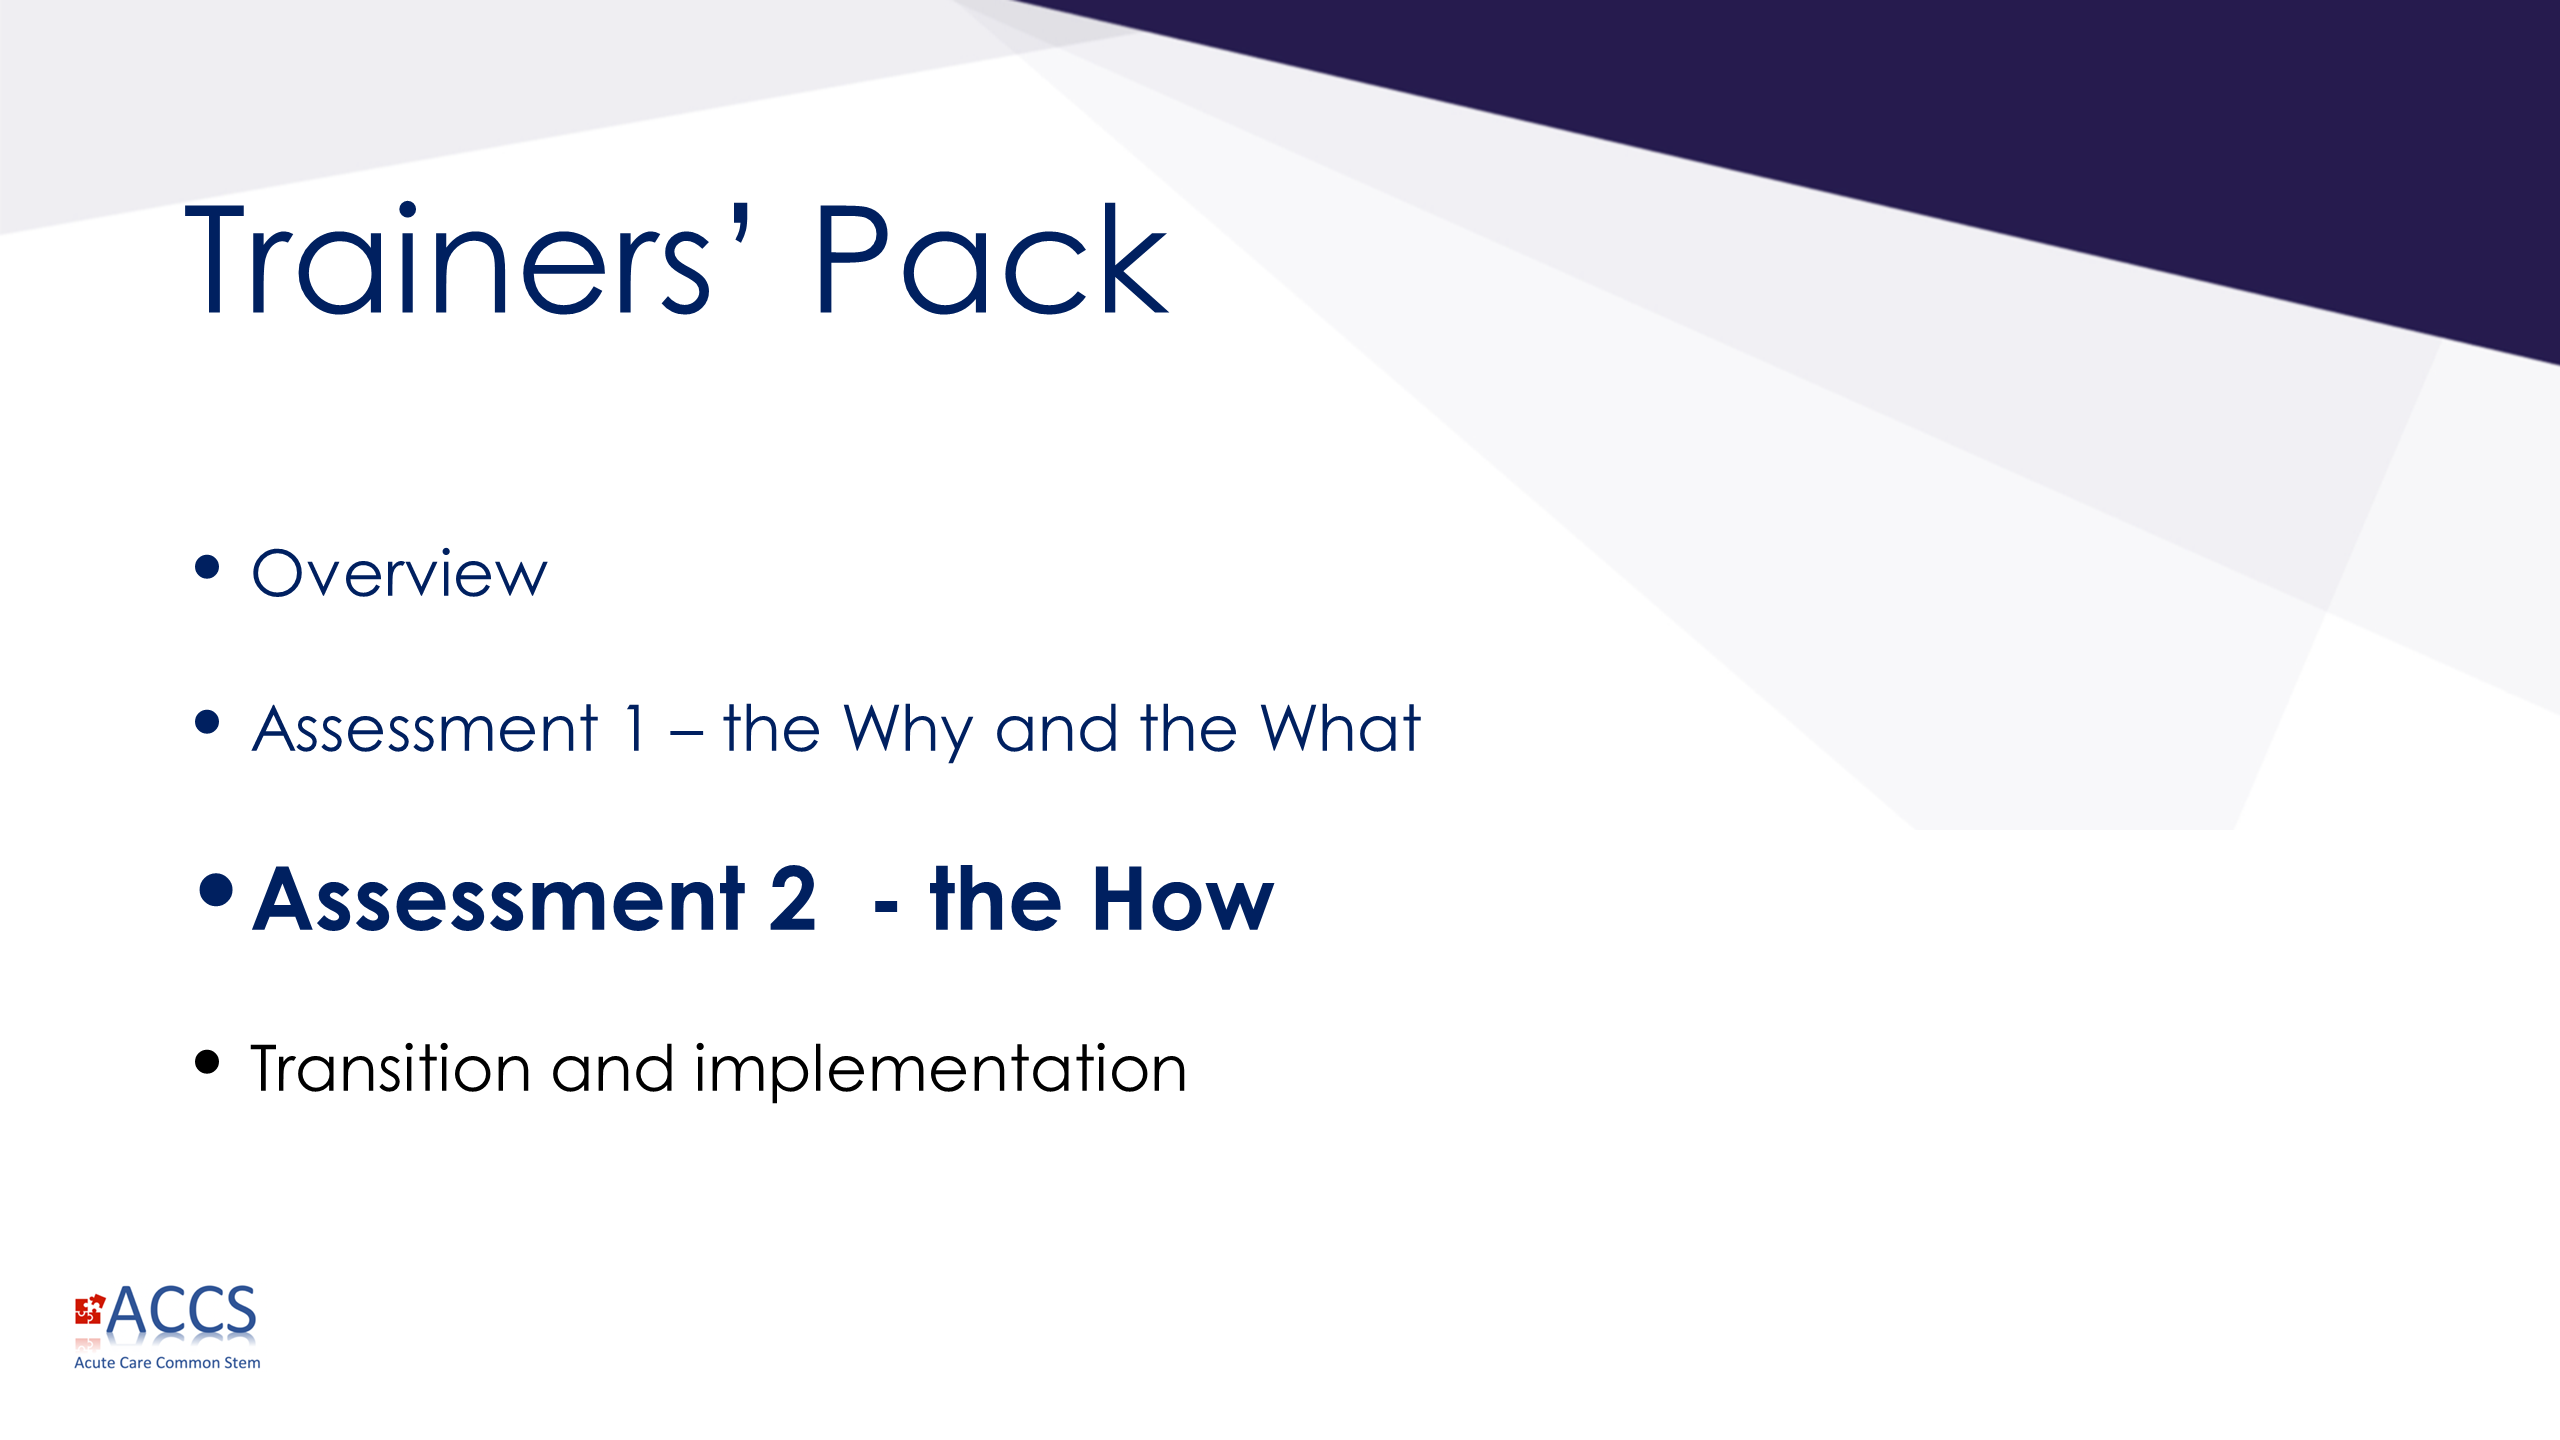 Trainers’ Pack
• Overview
• Assessment 1 – the Why and the What
• Assessment 2  - the How
• Transition and implementation
ACCS
Acute Care Common Stem